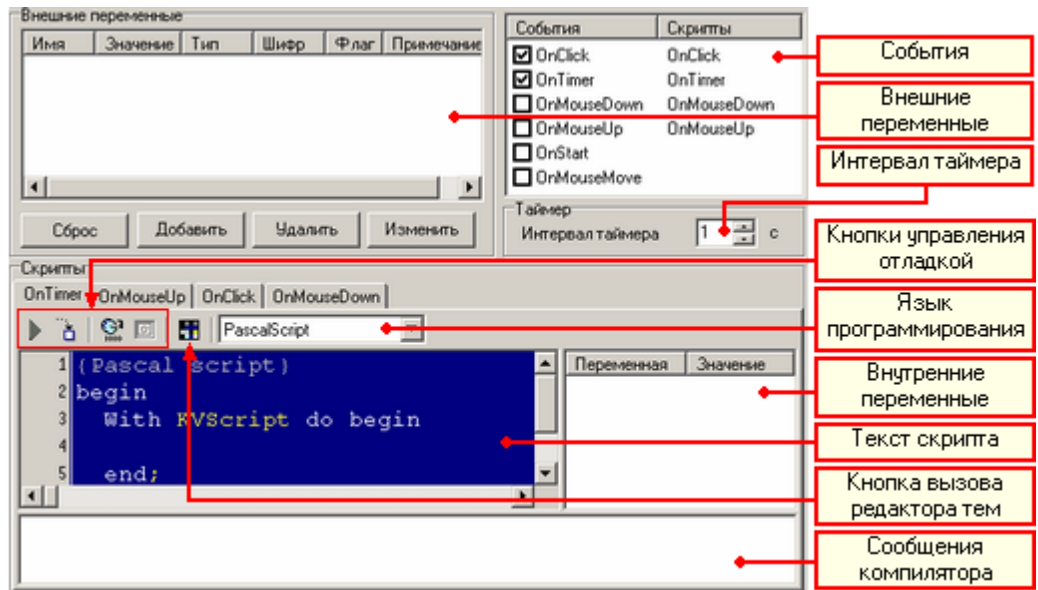 Внешние переменные
Имя Значение Тип Шифр Флаг Примечание
Сброс Добавить Удалить Изменить
События Скрипты
OnClick OnClick
OnTimer OnTimer
OnMouseDown OnMouseDown
OnMouseUp OnMouseUp
OnStart
OnMouseMove
Таймер
Интервал таймера 1 с
Скрипты
OnTimer OnMouseUp OnClick OnMouseDown
PascalScript
1 {Pascal script}
2 begin
3 With KVScript do begin
4
5 end;
Переменная Значение
События
Внешние
переменные
Интервал таймера
Кнопки управления
отладкой
Язык
программирования
Внутренние
переменные
Текст скрипта
Кнопка вызова
редактора тем
Сообщения
компилятора